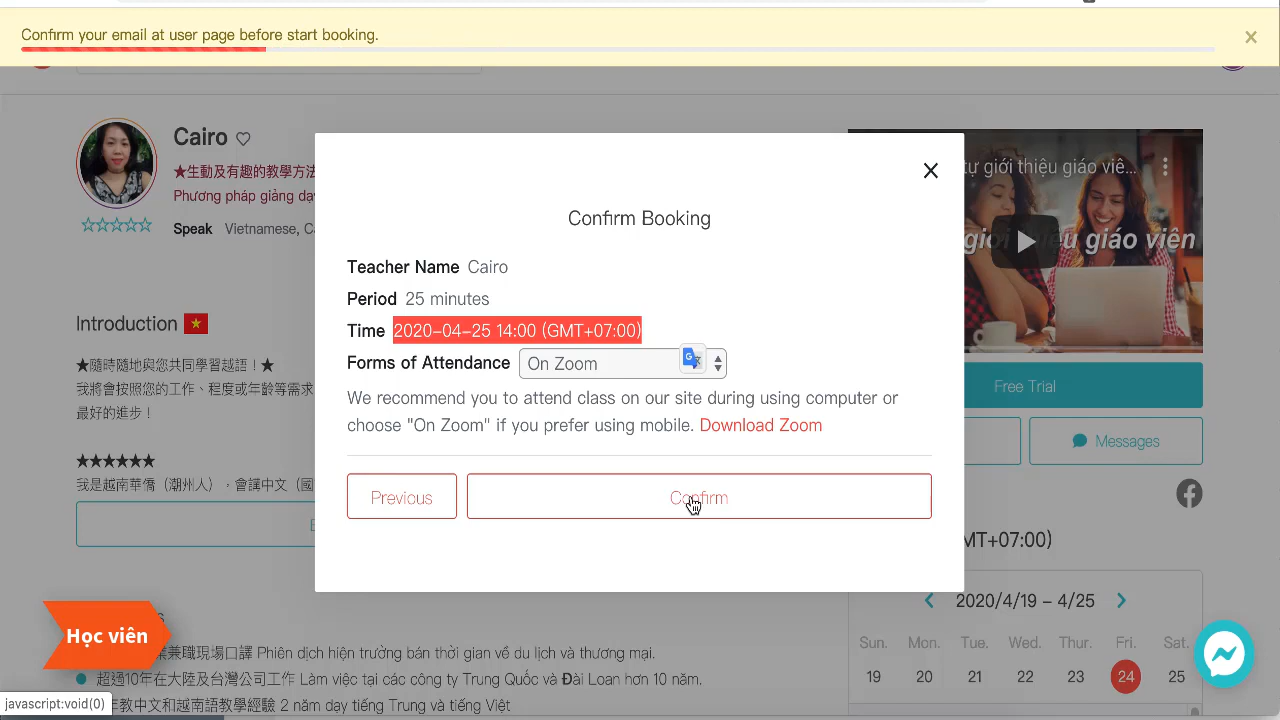 Confirm your email at user page before start booking.
×
Cairo
★生動及有趣的教學方法
Phương pháp giảng dạy
Speak Vietnamese, C
Introduction
★隨時隨地與您共同學習越語！★
我將會按照您的工作、程度或年齡等需求
最好的進步！
★★★★★★
我是越南華僑（潮州人），會講中文（國
Confirm Booking
Teacher Name Cairo
Period 25 minutes
Time 2020-04-25 14:00 (GMT+07:00)
Forms of Attendance On Zoom
We recommend you to attend class on our site during using computer or
choose "On Zoom" if you prefer using mobile. Download Zoom
Previous
Confirm
tự giới thiệu giáo viê...
giới thiệu giáo viên
Free Trial
Messages
MT+07:00)
2020/4/19 – 4/25
Sun. Mon. Tue. Wed. Thur. Fri. Sat.
19 20 21 22 23 24 25
Học viên
兼職現場口譯 Phiên dịch hiện trường bán thời gian về du lịch và thương mại.
超過10年在大陸及台灣公司工作 Làm việc tại các công ty Trung Quốc và Đài Loan hơn 10 năm.
年教中文和越南語教學經驗 2 năm dạy tiếng Trung và tiếng Việt
javascript:void(0)